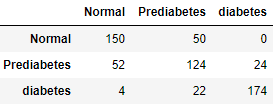 Normal Prediabetes diabetes
Normal 150 50 0
Prediabetes 52 124 24
diabetes 4 22 174